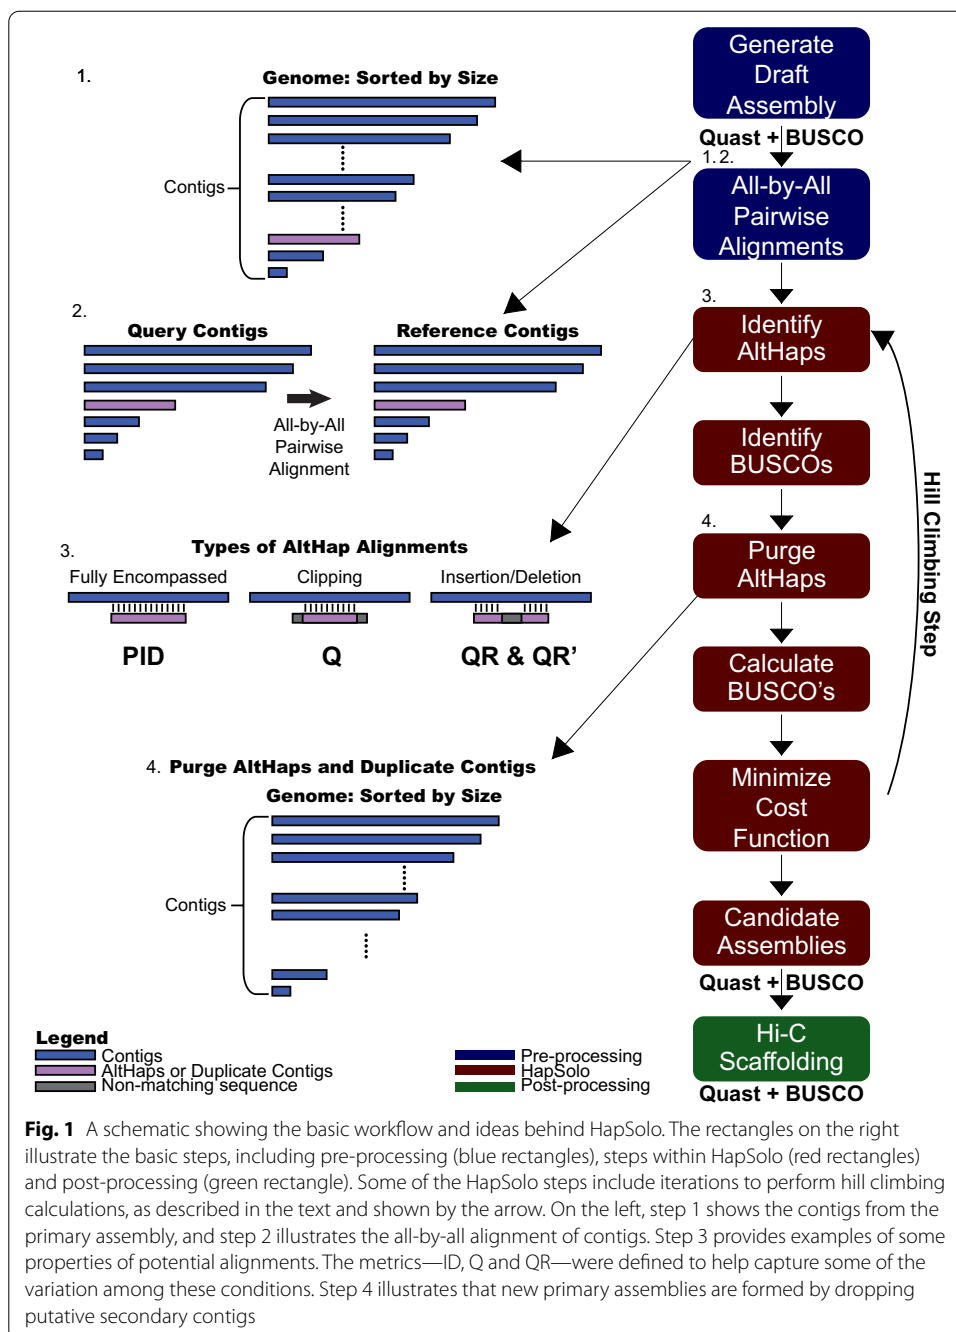 1.
Genome: Sorted by Size
Contigs
Generate
Draft
Assembly
Quast + BUSCO
1. 2.
All-by-All
Pairwise
Alignments
2.
Query Contigs
Reference Contigs
All-by-All
Pairwise
Alignment
3.
Identify
AltHaps
Identify
BUSCOs
4.
Purge
AltHaps
Calculate
BUSCO's
Minimize
Cost
Function
Hill Climbing Step
Candidate
Assemblies
Quast + BUSCO
Hi-C
Scaffolding
Quast + BUSCO
3.
Types of AltHap Alignments
Fully Encompassed
Clipping
Insertion/Deletion
PID
Q
QR & QR’
4. Purge AltHaps and Duplicate Contigs
Genome: Sorted by Size
Contigs
Legend
Contigs
AltHaps or Duplicate Contigs
Non-matching sequence
Pre-processing
HapSolo
Post-processing
Fig. 1 A schematic showing the basic workflow and ideas behind HapSolo. The rectangles on the right
illustrate the basic steps, including pre-processing (blue rectangles), steps within HapSolo (red rectangles)
and post-processing (green rectangle). Some of the HapSolo steps include iterations to perform hill climbing
calculations, as described in the text and shown by the arrow. On the left, step 1 shows the contigs from the
primary assembly, and step 2 illustrates the all-by-all alignment of contigs. Step 3 provides examples of some
properties of potential alignments. The metrics—ID, Q and QR—were defined to help capture some of the
variation among these conditions. Step 4 illustrates that new primary assemblies are formed by dropping
putative secondary contigs